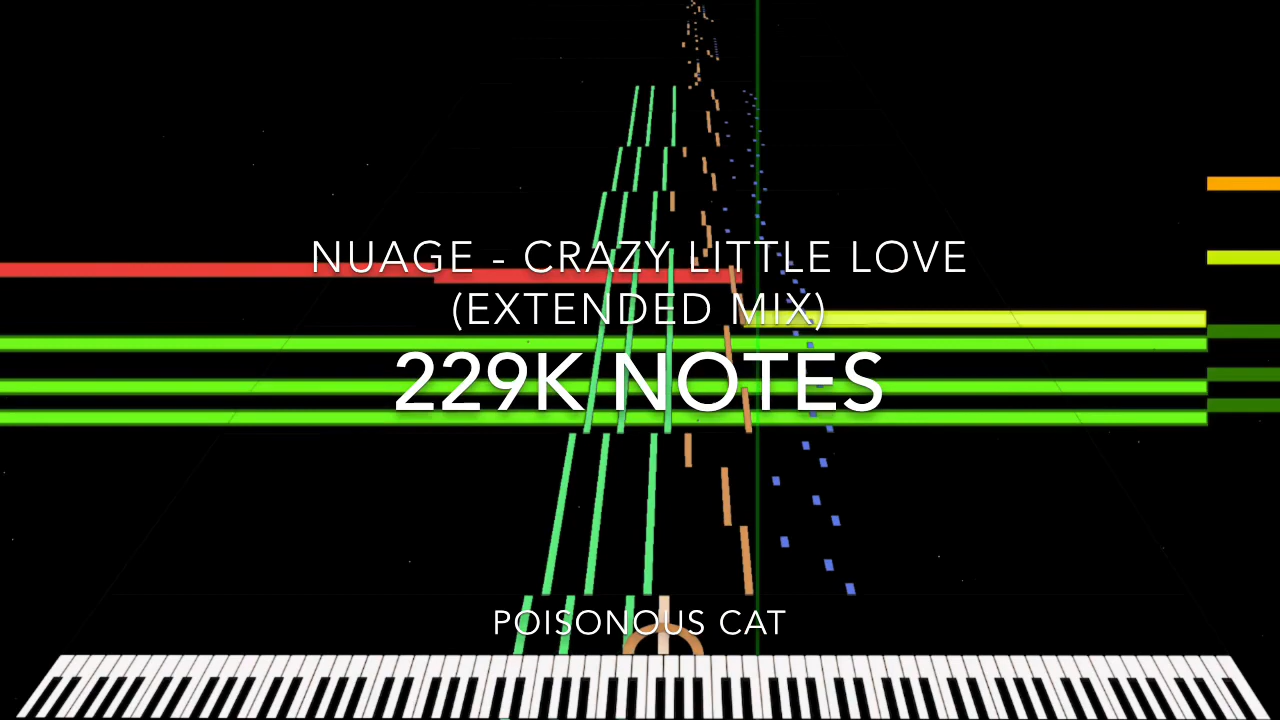 NUAGE - CRAZY LITTLE LOVE
(EXTENDED MIX)
229K NOTES
POISONOUS CAT